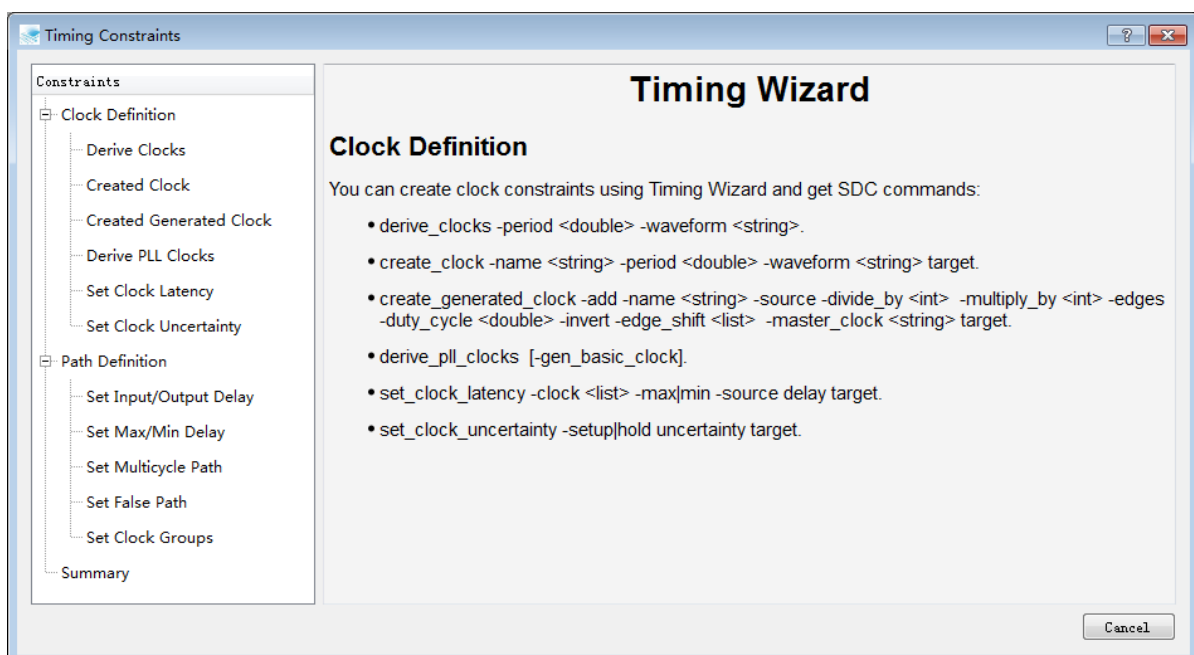 Timing Constraints
Constraints
Clock Definition
Derive Clocks
Created Clock
Created Generated Clock
Derive PLL Clocks
Set Clock Latency
Set Clock Uncertainty
Path Definition
Set Input/Output Delay
Set Max/Min Delay
Set Multicycle Path
Set False Path
Set Clock Groups
Summary
Timing Wizard
Clock Definition
You can create clock constraints using Timing Wizard and get SDC commands:
• derive_clocks -period <double> -waveform <string>.
• create_clock -name <string> -period <double> -waveform <string> target.
• create_generated_clock -add -name <string> -source -divide_by <int> -multiply_by <int> -edges
-duty_cycle <double> -invert -edge_shift <list> -master_clock <string> target.
• derive_pll_clocks [-gen_basic_clock].
• set_clock_latency -clock <list> -max|min -source delay target.
• set_clock_uncertainty -setup|hold uncertainty target.
Cancel